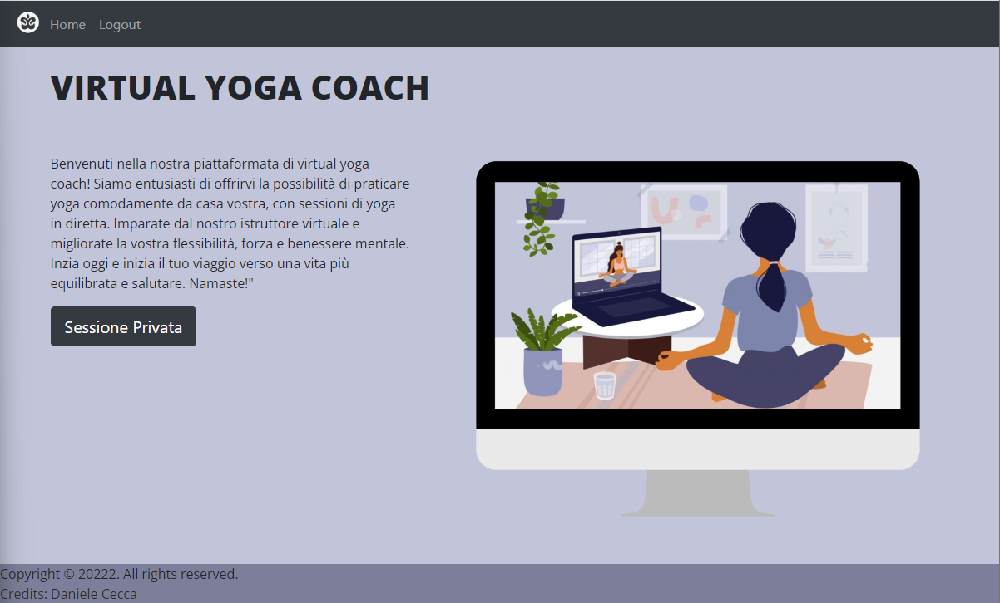 Home Logout
VIRTUAL YOGA COACH
Benvenuti nella nostra piattaformata di virtual yoga
coach! Siamo entusiasti di offrirvi la possibilità di praticare
yoga comodamente da casa vostra, con sessioni di yoga
in diretta. Imparate dal nostro istruttore virtuale e
migliorate la vostra flessibilità, forza e benessere mentale.
Inzia oggi e inizia il tuo viaggio verso una vita più
equilibrata e salutare. Namaste!"
Sessione Privata
Copyright © 20222. All rights reserved.
Credits: Daniele Cecca